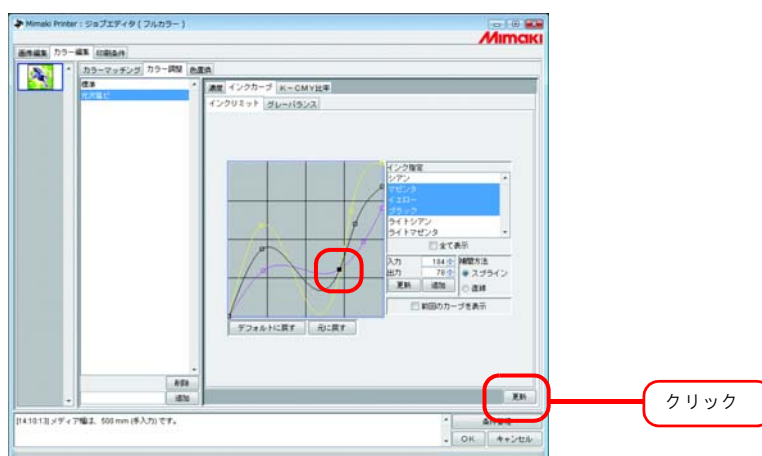 Mimaki Printer : ジョブエディタ ( フルカラー )
Mimaki
画像編集 カラー編集 印刷条件
カラーマッチング カラー調整 色置換
標準
濃度 インクカーブ K-CMY比率
インクリミット グレーバランス
インク指定
シアン
マゼンタ
イエロー
ブラック
ライトシアン
ライトマゼンタ
全て表示
入力 184 補間方法
出力 78 スプライン
更新 追加 直線
前回のカーブを表示
デフォルトに戻す 元に戻す
削除
追加
更新
クリック
[14:10:13] メディア幅は、500 mm (手入力) です。
条件管理
OK キャンセル